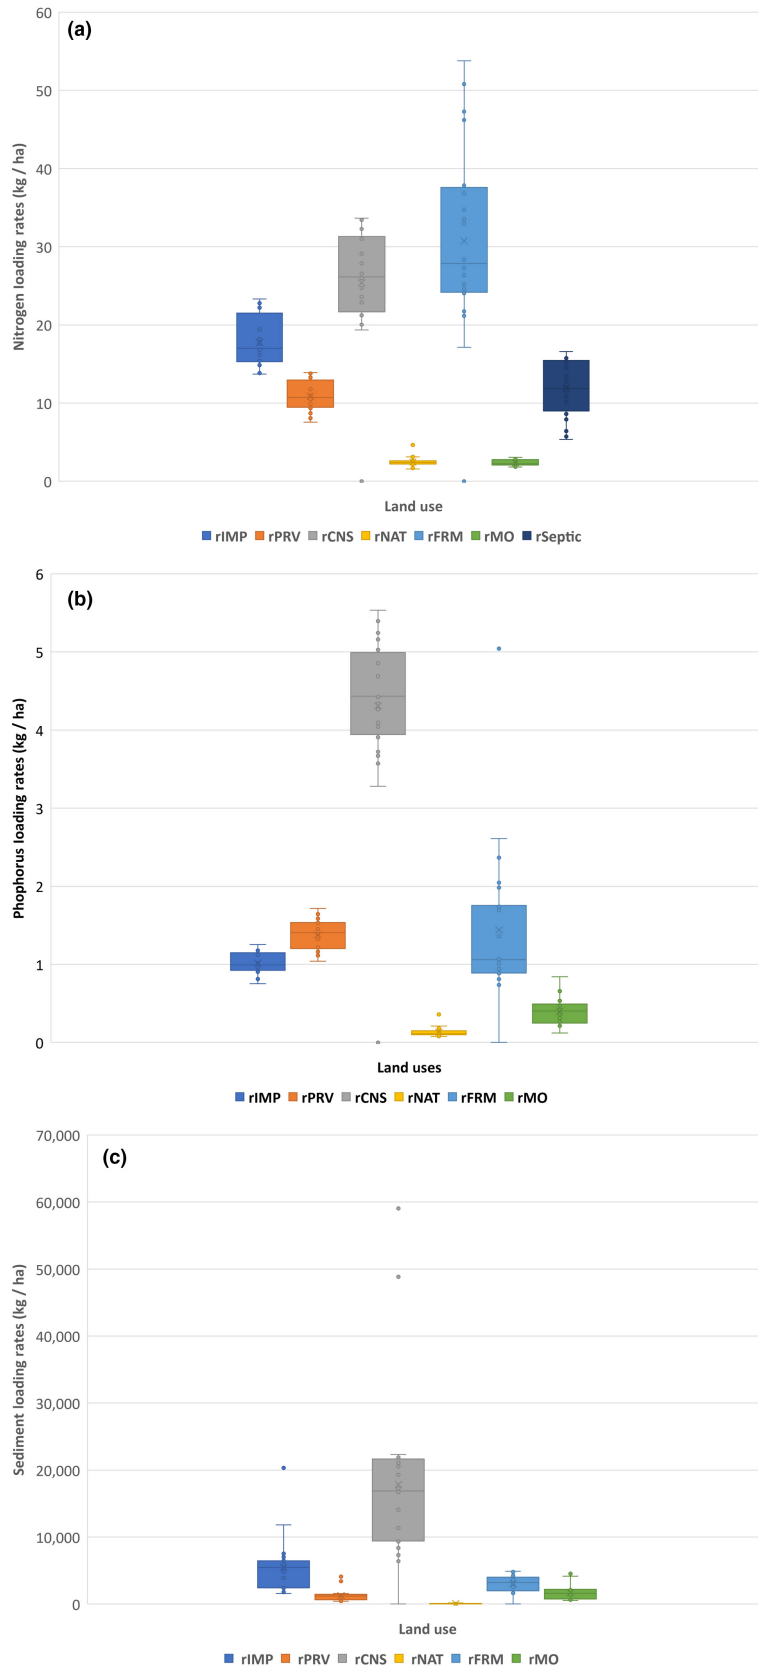 (a)
60
50
40
30
20
10
0
Nitrogen loading rates (kg / ha)
Land use
rIMP rPRV rCNS rNAT rFRM rMO rSeptic
(b)
6
5
4
3
2
1
0
Phophorus loading rates (kg / ha)
Land uses
rIMP rPRV rCNS rNAT rFRM rMO
(c)
70,000
60,000
50,000
40,000
30,000
20,000
10,000
0
Sediment loading rates (kg / ha)
Land use
rIMP rPRV rCNS rNAT rFRM rMO